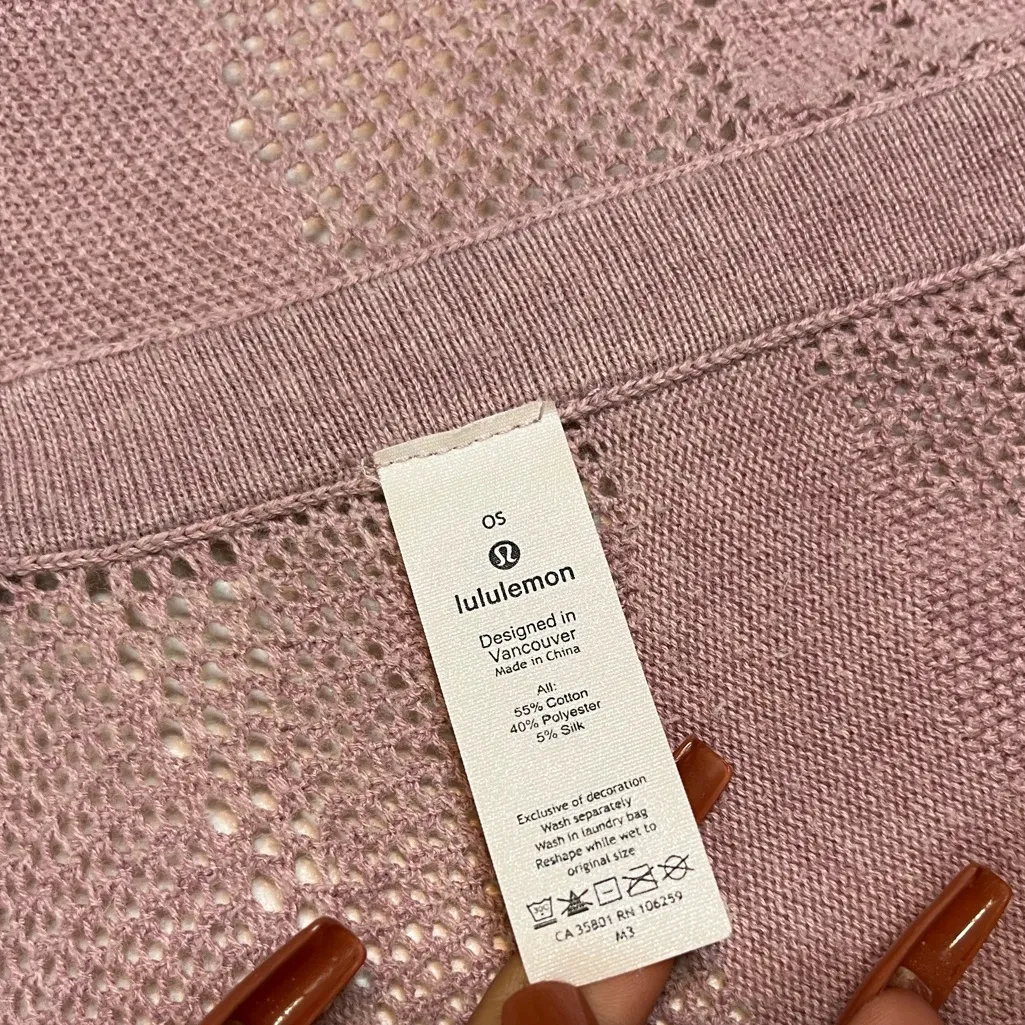 OS
lululemon
Designed in
Vancouver
Made in China
All:
55% Cotton
40% Polyester
5% Silk
Exclusive of decoration
Wash separately
Wash in laundry bag
Reshape while wet to
original size
30C
CA 35801 RN 106259
M3